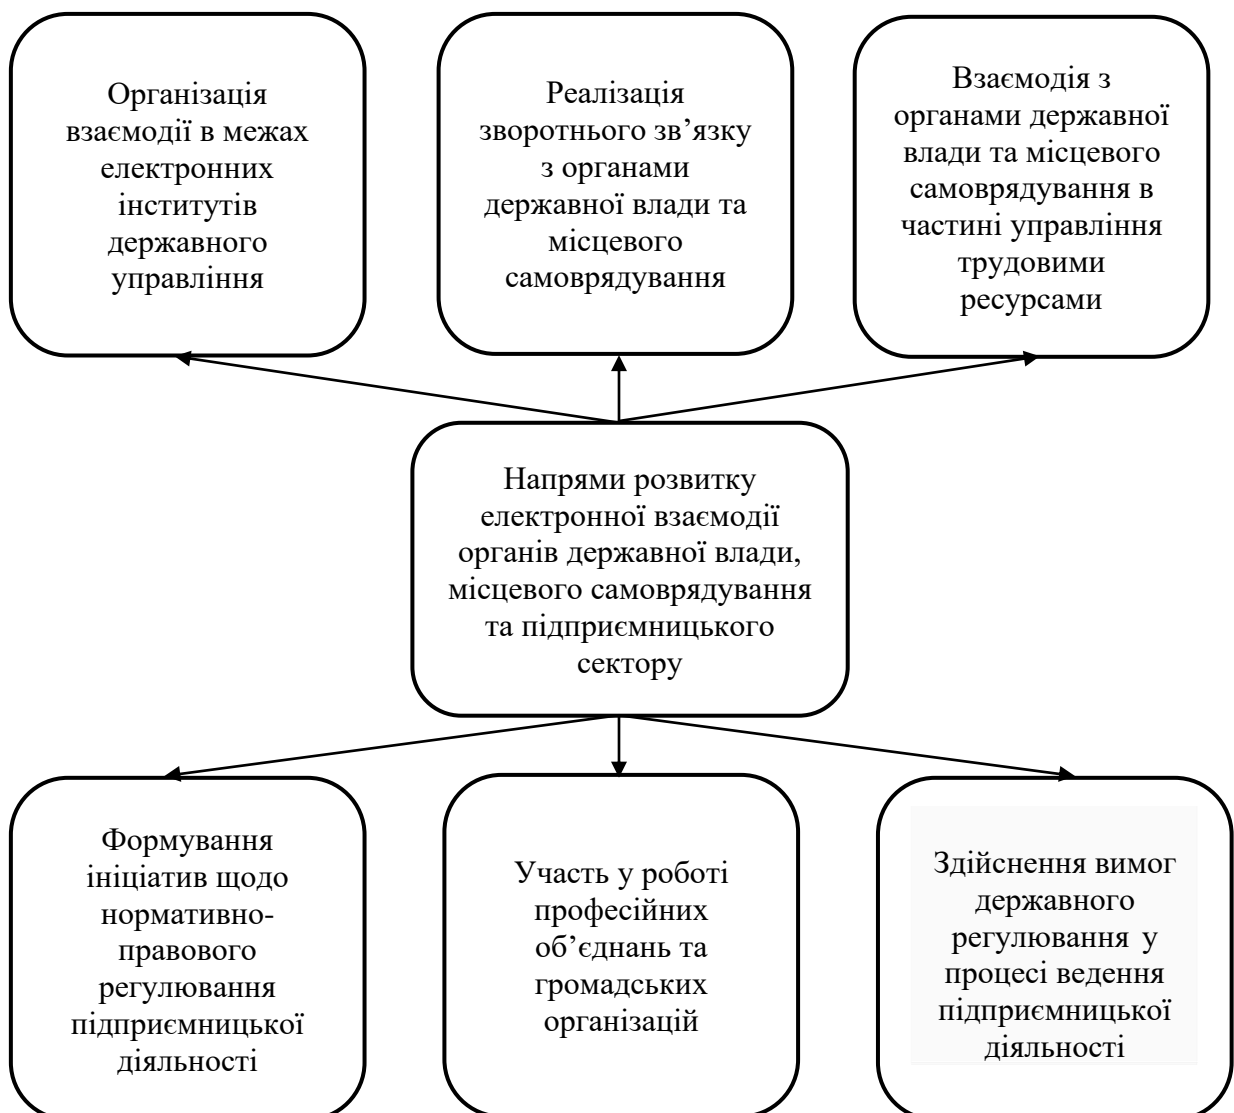 Організація
взаємодії в межах
електронних
інститутів
державного
управління
Реалізація
зворотнього зв’язку
з органами
державної влади та
місцевого
самоврядування
Взаємодія з
органами державної
влади та місцевого
самоврядування в
частині управління
трудовими
ресурсами
Напрями розвитку
електронної взаємодії
органів державної влади,
місцевого самоврядування
та підприємницького
сектору
Формування
ініціатив щодо
нормативно-
правового
регулювання
підприємницької
діяльності
Участь у роботі
професійних
об’єднань та
громадських
організацій
Здійснення вимог
державного
регулювання у
процесі ведення
підприємницької
діяльності